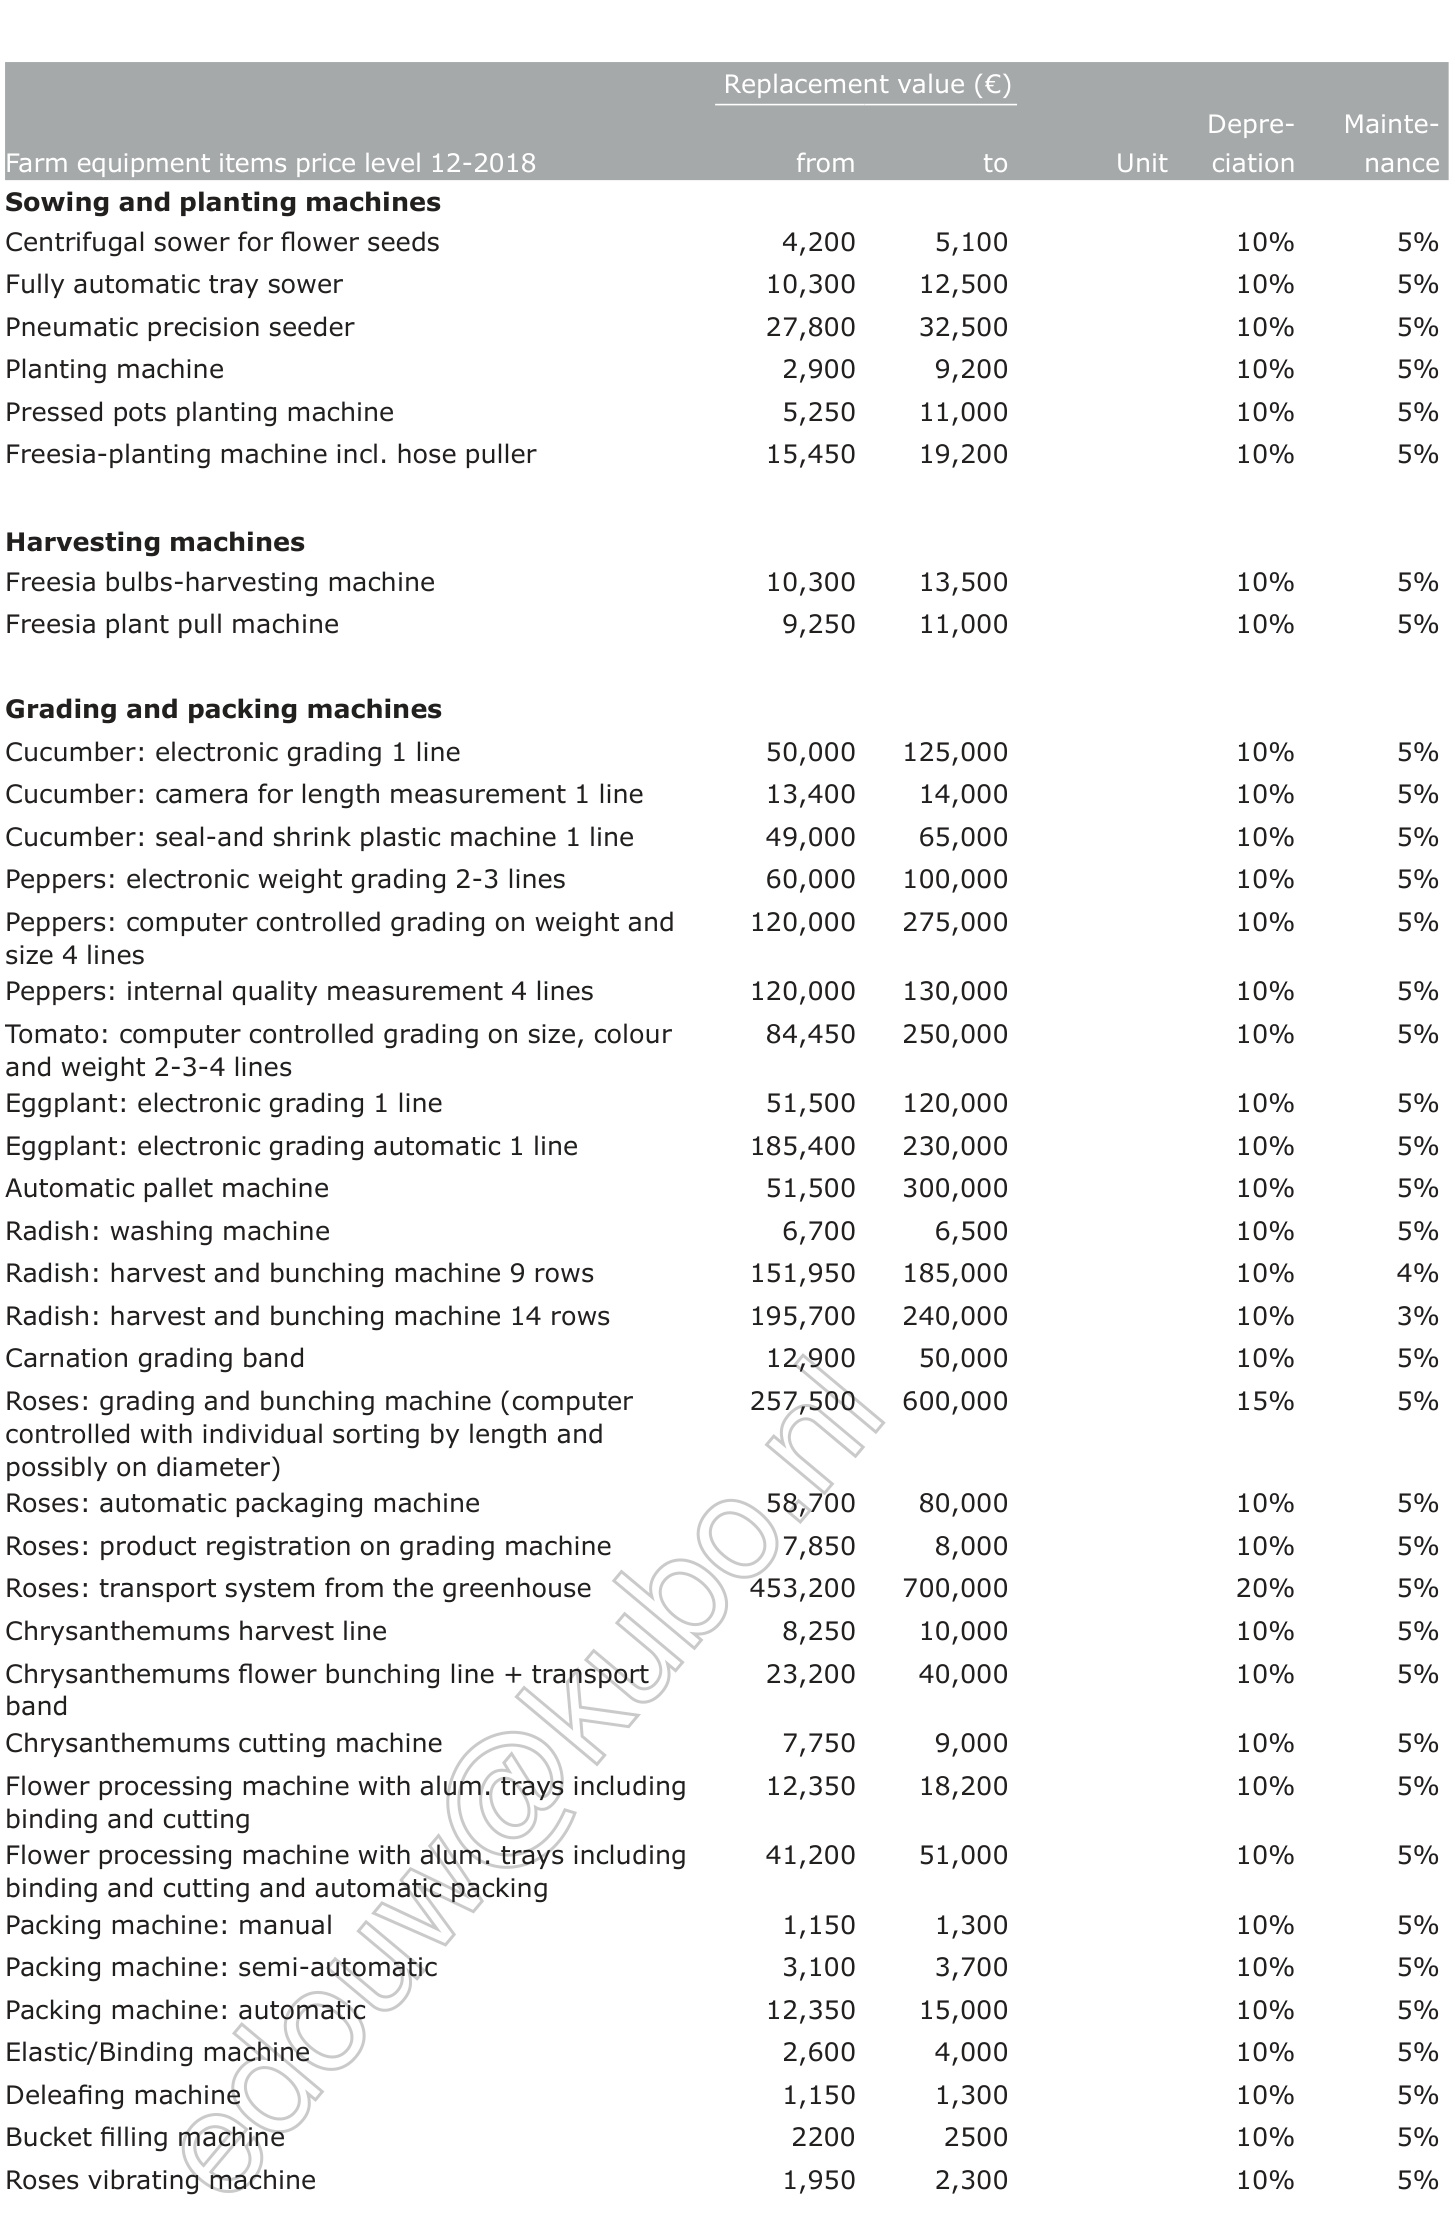 Replacement value (€)
Depre- Mainte-
Farm equipment items price level 12-2018 from to Unit ciation nance
Sowing and planting machines
Centrifugal sower for flower seeds 4,200 5,100 10% 5%
Fully automatic tray sower 10,300 12,500 10% 5%
Pneumatic precision seeder 27,800 32,500 10% 5%
Planting machine 2,900 9,200 10% 5%
Pressed pots planting machine 5,250 11,000 10% 5%
Freesia-planting machine incl. hose puller 15,450 19,200 10% 5%
Harvesting machines
Freesia bulbs-harvesting machine 10,300 13,500 10% 5%
Freesia plant pull machine 9,250 11,000 10% 5%
Grading and packing machines
Cucumber: electronic grading 1 line 50,000 125,000 10% 5%
Cucumber: camera for length measurement 1 line 13,400 14,000 10% 5%
Cucumber: seal-and shrink plastic machine 1 line 49,000 65,000 10% 5%
Peppers: electronic weight grading 2-3 lines 60,000 100,000 10% 5%
Peppers: computer controlled grading on weight and 120,000 275,000 10% 5%
size 4 lines
Peppers: internal quality measurement 4 lines 120,000 130,000 10% 5%
Tomato: computer controlled grading on size, colour 84,450 250,000 10% 5%
and weight 2-3-4 lines
Eggplant: electronic grading 1 line 51,500 120,000 10% 5%
Eggplant: electronic grading automatic 1 line 185,400 230,000 10% 5%
Automatic pallet machine 51,500 300,000 10% 5%
Radish: washing machine 6,700 6,500 10% 5%
Radish: harvest and bunching machine 9 rows 151,950 185,000 10% 4%
Radish: harvest and bunching machine 14 rows 195,700 240,000 10% 3%
Carnation grading band 12,900 50,000 10% 5%
Roses: grading and bunching machine (computer 257,500 600,000 15% 5%
controlled with individual sorting by length and
possibly on diameter)
Roses: automatic packaging machine 58,700 80,000 10% 5%
Roses: product registration on grading machine 7,850 8,000 10% 5%
Roses: transport system from the greenhouse 453,200 700,000 20% 5%
Chrysanthemums harvest line 8,250 10,000 10% 5%
Chrysanthemums flower bunching line + transport 23,200 40,000 10% 5%
band
Chrysanthemums cutting machine 7,750 9,000 10% 5%
Flower processing machine with alum. trays including 12,350 18,200 10% 5%
binding and cutting
Flower processing machine with alum. trays including 41,200 51,000 10% 5%
binding and cutting and automatic packing
Packing machine: manual 1,150 1,300 10% 5%
Packing machine: semi-automatic 3,100 3,700 10% 5%
Packing machine: automatic 12,350 15,000 10% 5%
Elastic/Binding machine 2,600 4,000 10% 5%
Deleafing machine 1,150 1,300 10% 5%
Bucket filling machine 2200 2500 10% 5%
Roses vibrating machine 1,950 2,300 10% 5%
edouw@kubo.nl